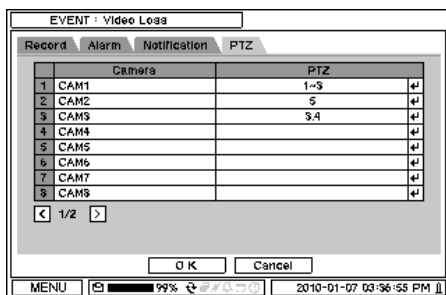 EVENT : Video Loss
Record Alarm Notification PTZ
Camera PTZ
1 CAM1 1~3
2 CAM2 5
3 CAM3 3,4
4 CAM4
5 CAM5
6 CAM6
7 CAM7
8 CAM8
< 1/2 >
OK Cancel
MENU 99% 2010-01-07 03:36:55 PM